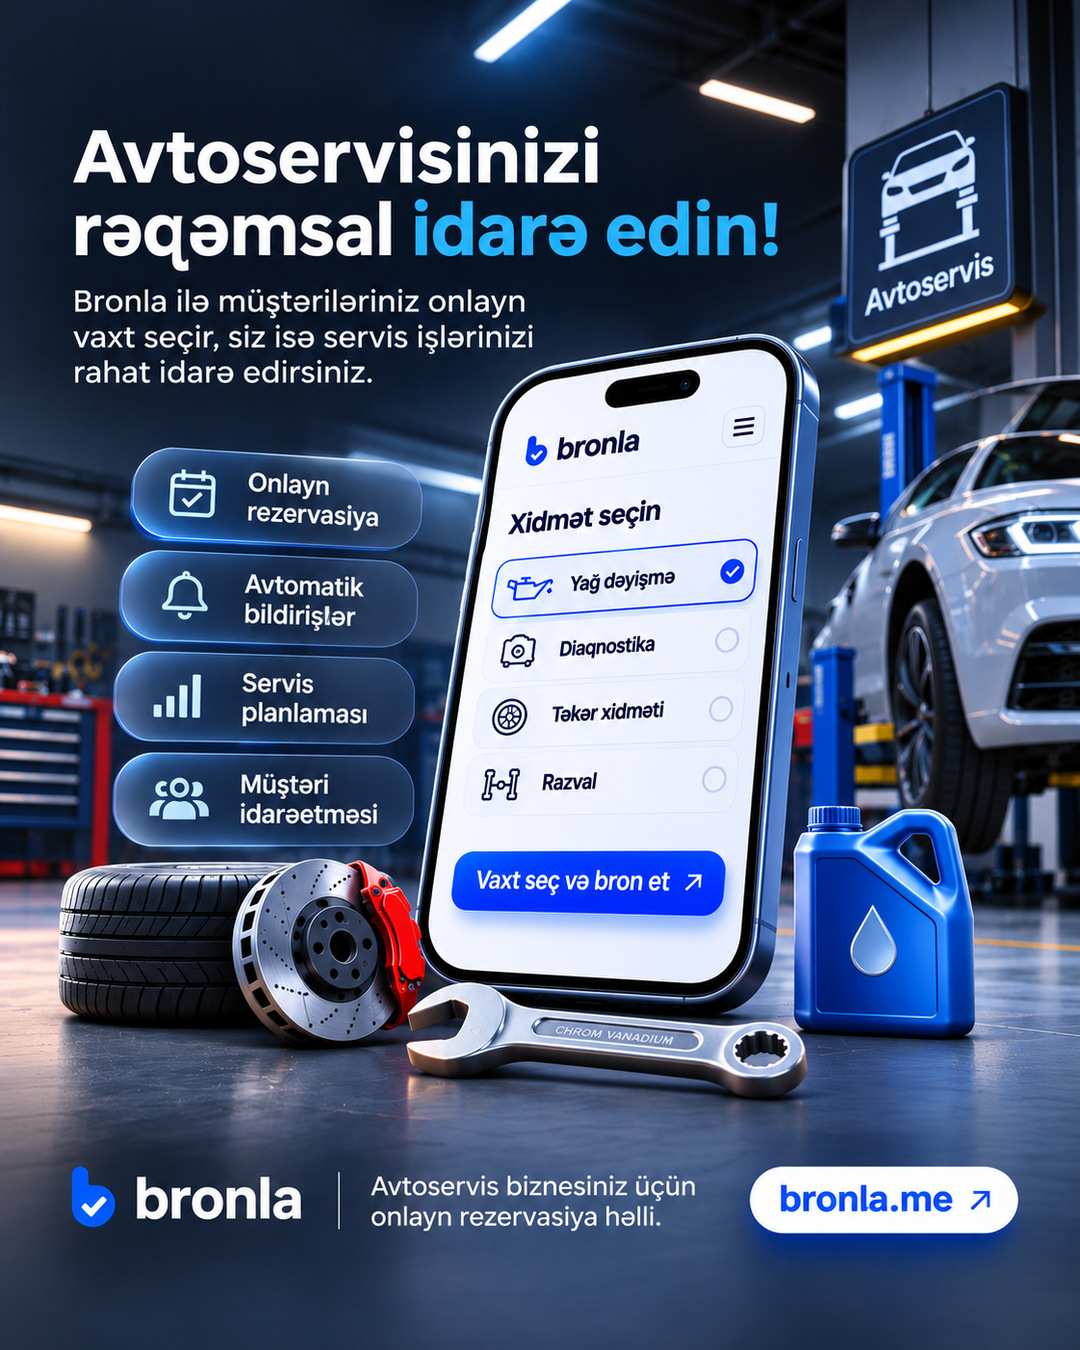 Avtoservisinizi
rəqəmsal idarə edin!
Bronla ilə müştəriləriniz onlayn
vaxt seçir, siz isə servis işlərinizi
rahat idarə edirsiniz.
Avtoservis
Onlayn
rezervasiya
Avtomatik
bildirişlər
Servis
planlaması
Müştəri
idarəetməsi
bronla
Xidmət seçin
Yağ dəyişmə
Diaqnostika
Təkər xidməti
Razval
Vaxt seç və bron et
CHROM VANADIUM
bronla
Avtoservis biznesiniz üçün
onlayn rezervasiya həlli.
bronla.me